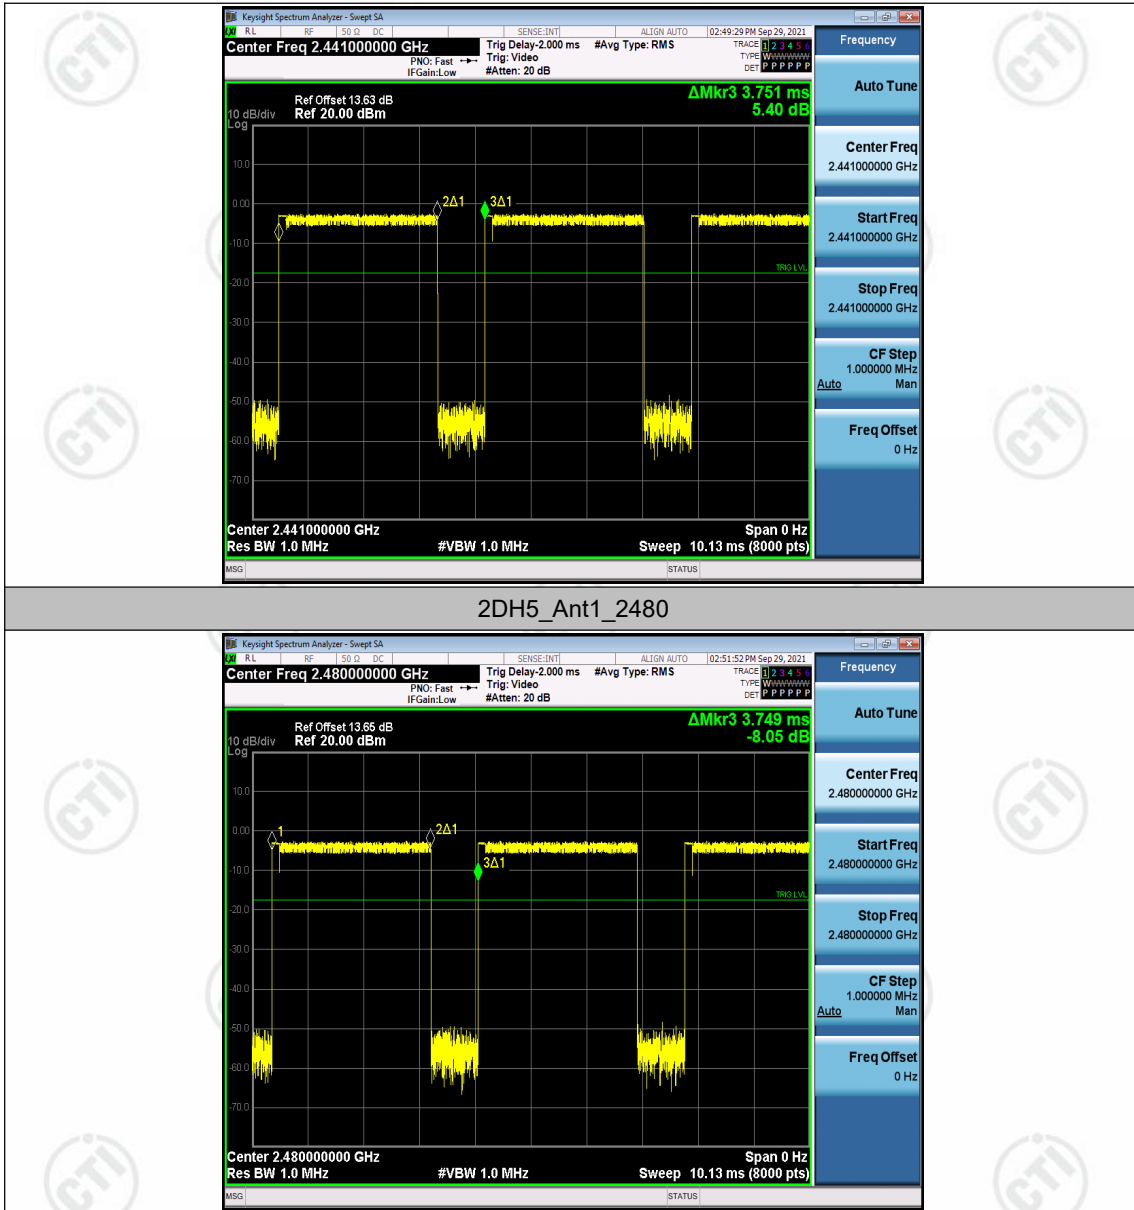 Keysight Spectrum Analyzer - Swept SA
LXI RL RF 50 Ω DC SENSE:INT ALIGN AUTO 02:49:29 PM Sep 29, 2021
Center Freq 2.441000000 GHz
PNO: Fast
IFGain:Low
Trig Delay-2.000 ms
Trig: Video
#Atten: 20 dB
#Avg Type: RMS
TRACE 1 2 3 4 5 6
TYPE WWWWWW
DET P P P P P P
Frequency
ΔMkr3 3.751 ms
5.40 dB
Ref Offset 13.63 dB
10 dB/div Ref 20.00 dBm
Log
10.0
0.00
-10.0
-20.0
-30.0
-40.0
-50.0
-60.0
-70.0
2Δ1
3Δ1
TRIG LVL
Center 2.441000000 GHz Span 0 Hz
Res BW 1.0 MHz #VBW 1.0 MHz Sweep 10.13 ms (8000 pts)
MSG STATUS
Auto Tune
Center Freq
2.441000000 GHz
Start Freq
2.441000000 GHz
Stop Freq
2.441000000 GHz
CF Step
1.000000 MHz
Auto Man
Freq Offset
0 Hz
2DH5_Ant1_2480
Keysight Spectrum Analyzer - Swept SA
LXI RL RF 50 Ω DC SENSE:INT ALIGN AUTO 02:51:52 PM Sep 29, 2021
Center Freq 2.480000000 GHz
PNO: Fast
IFGain:Low
Trig Delay-2.000 ms
Trig: Video
#Atten: 20 dB
#Avg Type: RMS
TRACE 1 2 3 4 5 6
TYPE WWWWWW
DET P P P P P P
Frequency
ΔMkr3 3.749 ms
-8.05 dB
Ref Offset 13.65 dB
10 dB/div Ref 20.00 dBm
Log
10.0
0.00
-10.0
-20.0
-30.0
-40.0
-50.0
-60.0
-70.0
1
2Δ1
3Δ1
TRIG LVL
Center 2.480000000 GHz Span 0 Hz
Res BW 1.0 MHz #VBW 1.0 MHz Sweep 10.13 ms (8000 pts)
MSG STATUS
Auto Tune
Center Freq
2.480000000 GHz
Start Freq
2.480000000 GHz
Stop Freq
2.480000000 GHz
CF Step
1.000000 MHz
Auto Man
Freq Offset
0 Hz
CTI
CTI
CTI
CTI
CTI
CTI
CTI
CTI